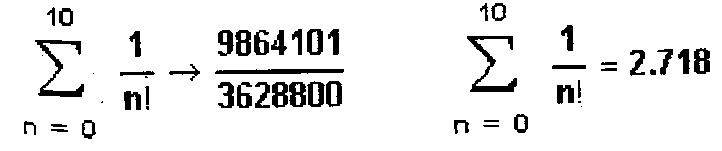 10
∑ 1/n! → 9864101/3628800
n = 0
10
∑ 1/n! = 2.718
n = 0